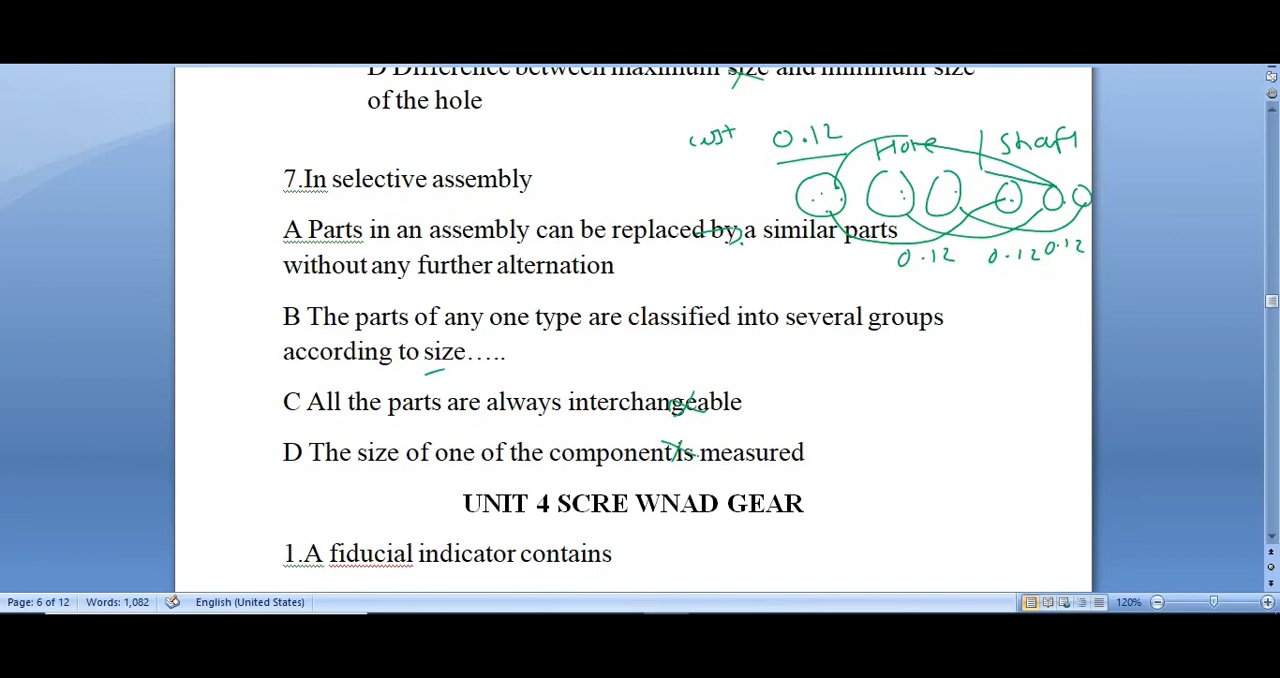 D Difference between maximum size and minimum size
of the hole
cost 0.12 Hole Shaft
7.In selective assembly
A Parts in an assembly can be replaced by a similar parts
0.12 0.12 0.12
without any further alternation
B The parts of any one type are classified into several groups
according to size.....
C All the parts are always interchangeable
D The size of one of the component is measured
UNIT 4 SCRE WNAD GEAR
1.A fiducial indicator contains
Page: 6 of 12 Words: 1,082 English (United States) 120%